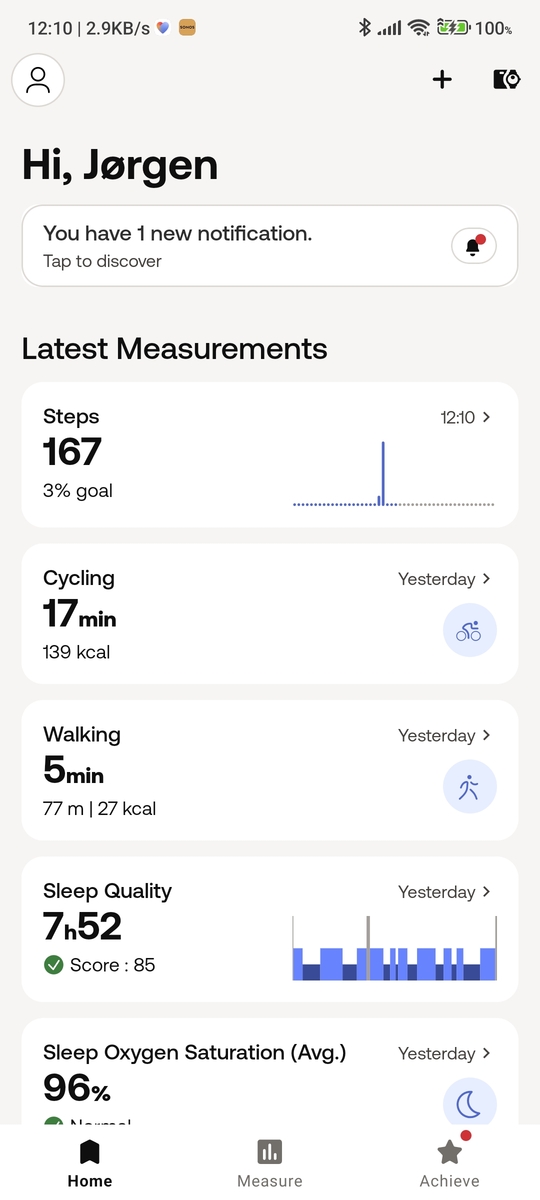 12:10 | 2.9KB/s 100%
Hi, Jørgen
You have 1 new notification.
Tap to discover
Latest Measurements
Steps 12:10
167
3% goal
Cycling Yesterday
17min
139 kcal
Walking Yesterday
5min
77 m | 27 kcal
Sleep Quality Yesterday
7h52
Score : 85
Sleep Oxygen Saturation (Avg.) Yesterday
96%
Normal
Home Measure Achieve